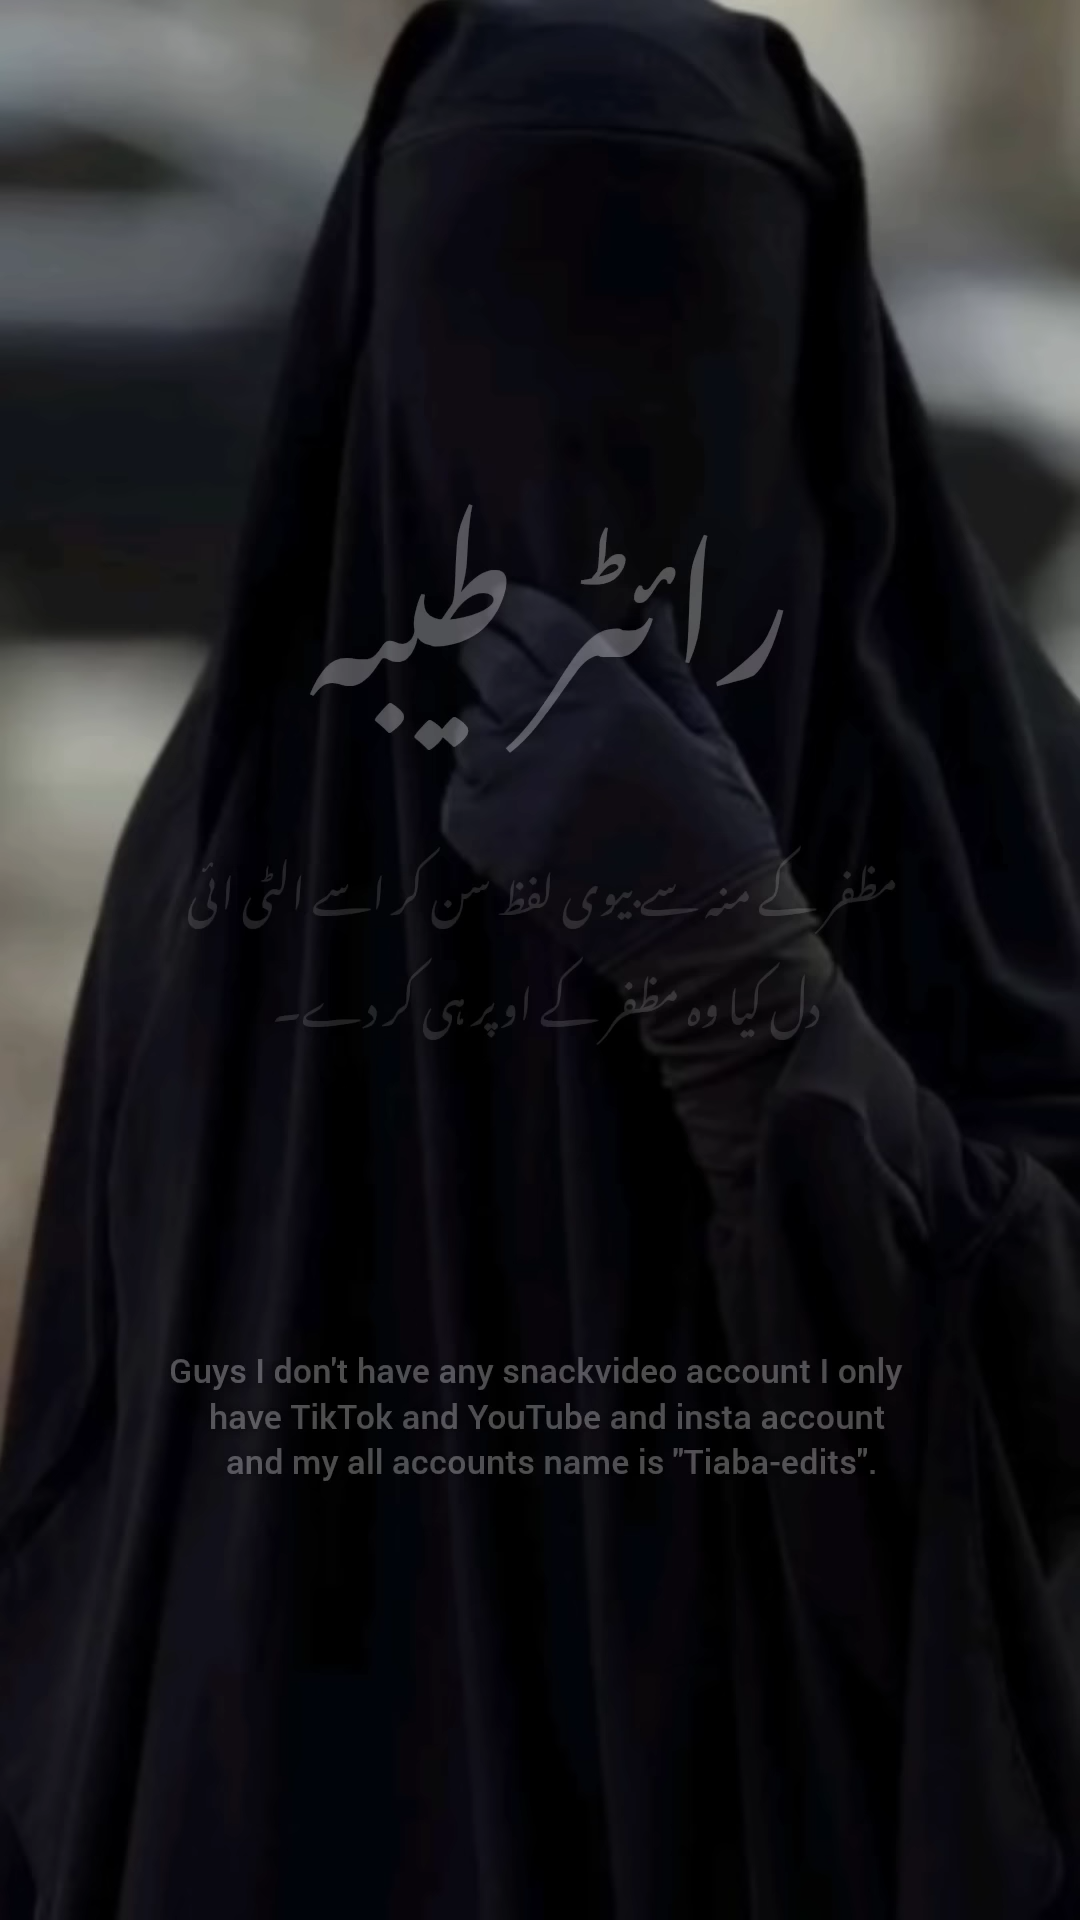 رائٹر طیبہ
مظفر کے منہ سے بیوی لفظ سن کر اسے الٹی ائی
دل کیا وہ مظفر کے اوپر ہی کر دے۔
Guys I don't have any snackvideo account I only
have TikTok and YouTube and insta account
and my all accounts name is "Tiaba-edits".